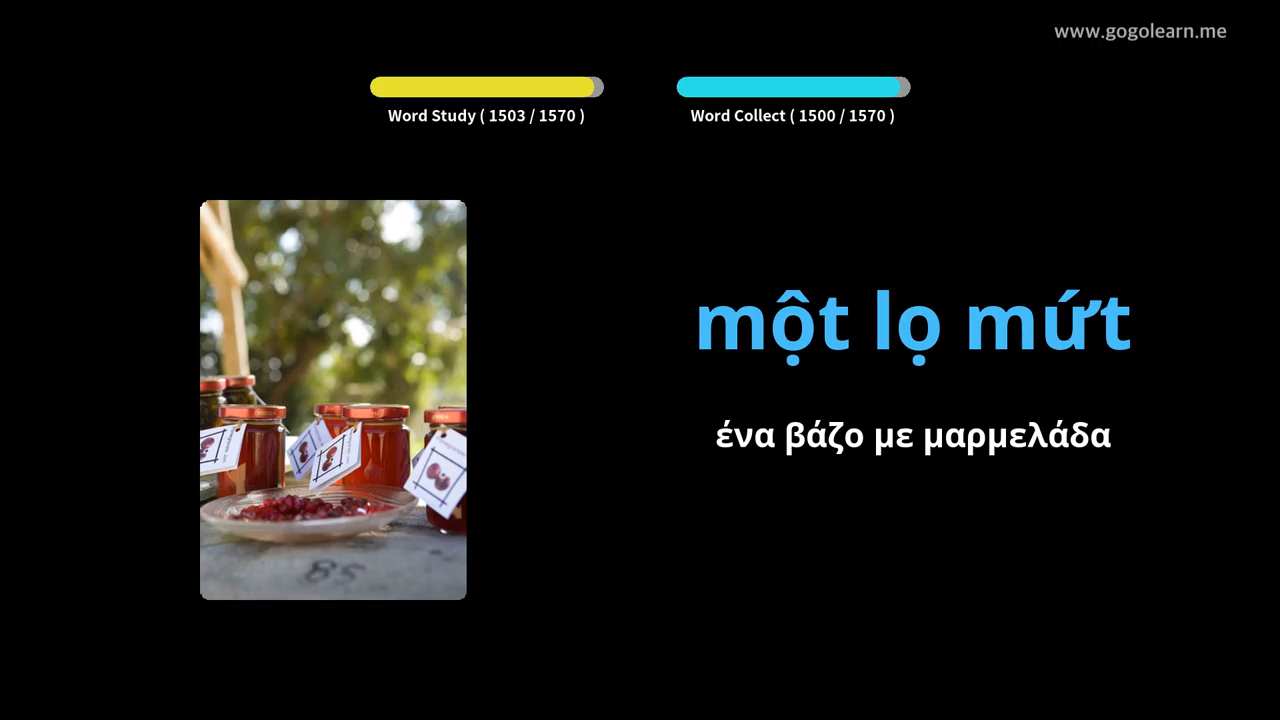 www.gogolearn.me
Word Study ( 1503 / 1570 )
Word Collect ( 1500 / 1570 )
một lọ mứt
ένα βάζο με μαρμελάδα
85